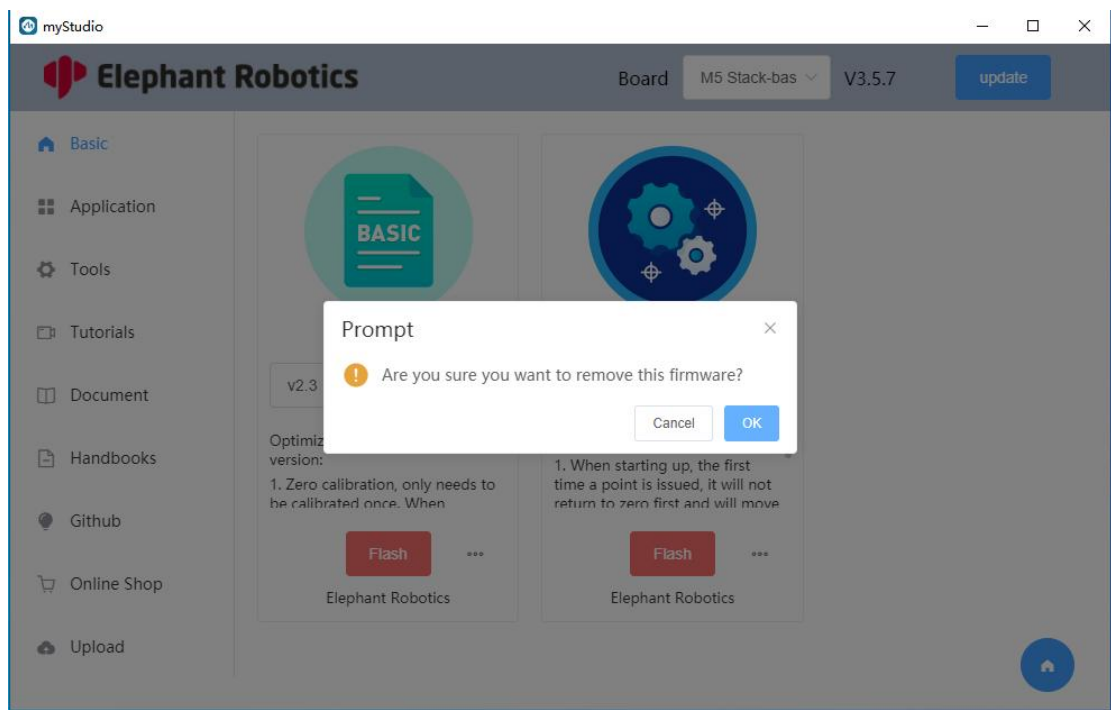 myStudio
Elephant Robotics
Board
M5 Stack-bas
V3.5.7
update
Basic
Application
Tools
Tutorials
Document
Handbooks
Github
Online Shop
Upload
BASIC
Prompt
Are you sure you want to remove this firmware?
Cancel
OK
v2.3
Optimiz
version:
1. Zero calibration, only needs to
be calibrated once. When
Flash
Elephant Robotics
1. When starting up, the first
time a point is issued, it will not
return to zero first and will move
Flash
Elephant Robotics